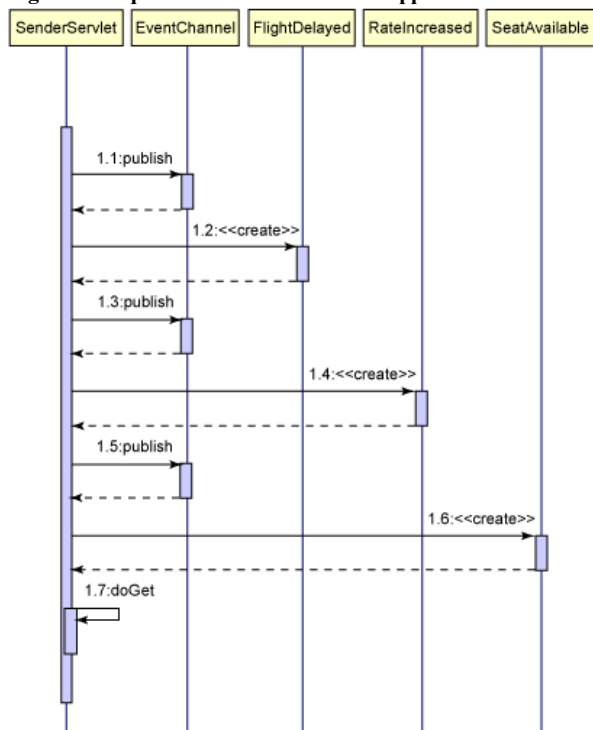 SenderServlet EventChannel FlightDelayed RateIncreased SeatAvailable
1.1:publish
1.2:<<create>>
1.3:publish
1.4:<<create>>
1.5:publish
1.6:<<create>>
1.7:doGet